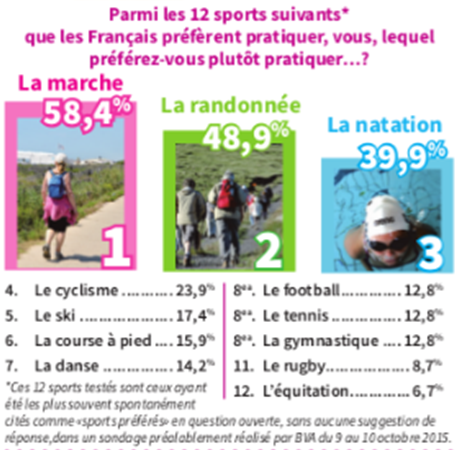 Parmi les 12 sports suivants*
que les Français préfèrent pratiquer, vous, lequel
préférez-vous plutôt pratiquer...?
La marche
58,4%
1
La randonnée
48,9%
2
La natation
39,9%
3
4. Le cyclisme ........... 23,9%
5. Le ski .................. 17,4%
6. La course à pied .... 15,9%
7. La danse .............. 14,2%
8**. Le football ............. 12,8%
8**. Le tennis ............... 12,8%
8**. La gymnastique .... 12,8%
11. Le rugby ................. 8,7%
12. L'équitation ............ 6,7%
*Ces 12 sports testés sont ceux ayant
été les plus souvent spontanément
cités comme «sports préférés» en question ouverte, sans aucune suggestion de
réponse, dans un sondage préalablement réalisé par BVA du 9 au 10 octobre 2015.